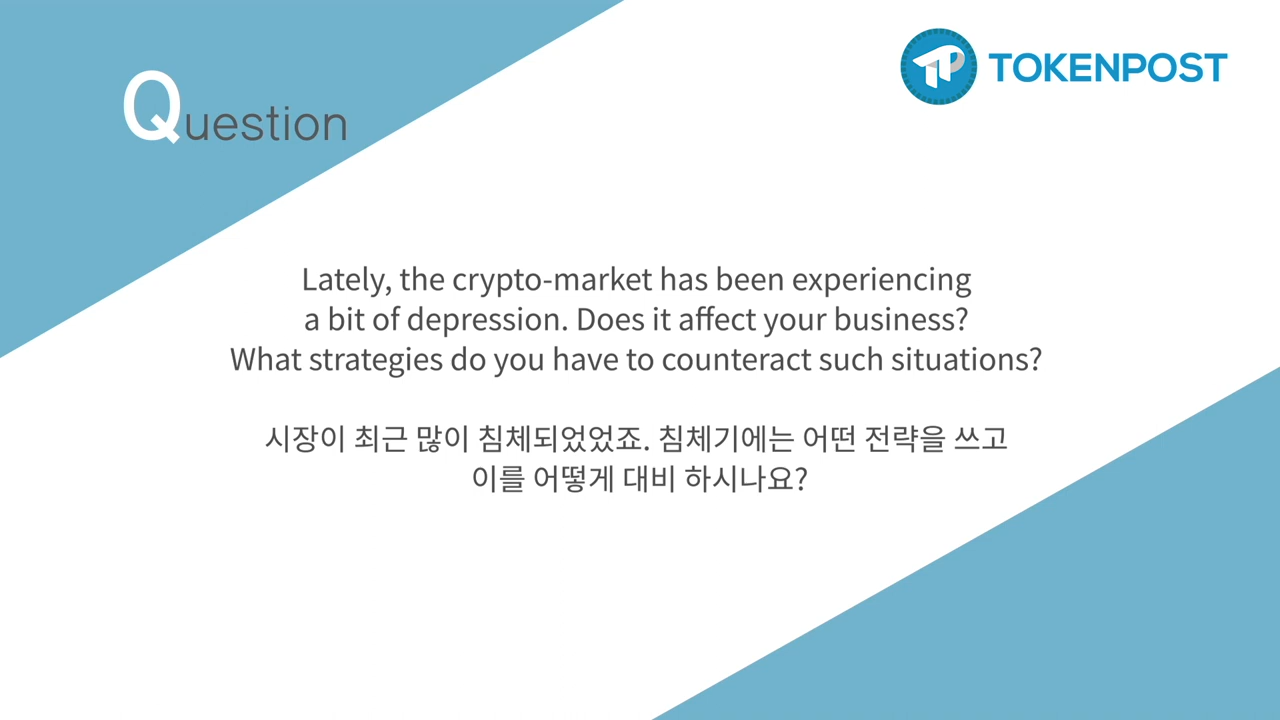 Question
TOKENPOST
Lately, the crypto-market has been experiencing
a bit of depression. Does it affect your business?
What strategies do you have to counteract such situations?
시장이 최근 많이 침체되었었죠. 침체기에는 어떤 전략을 쓰고
이를 어떻게 대비 하시나요?